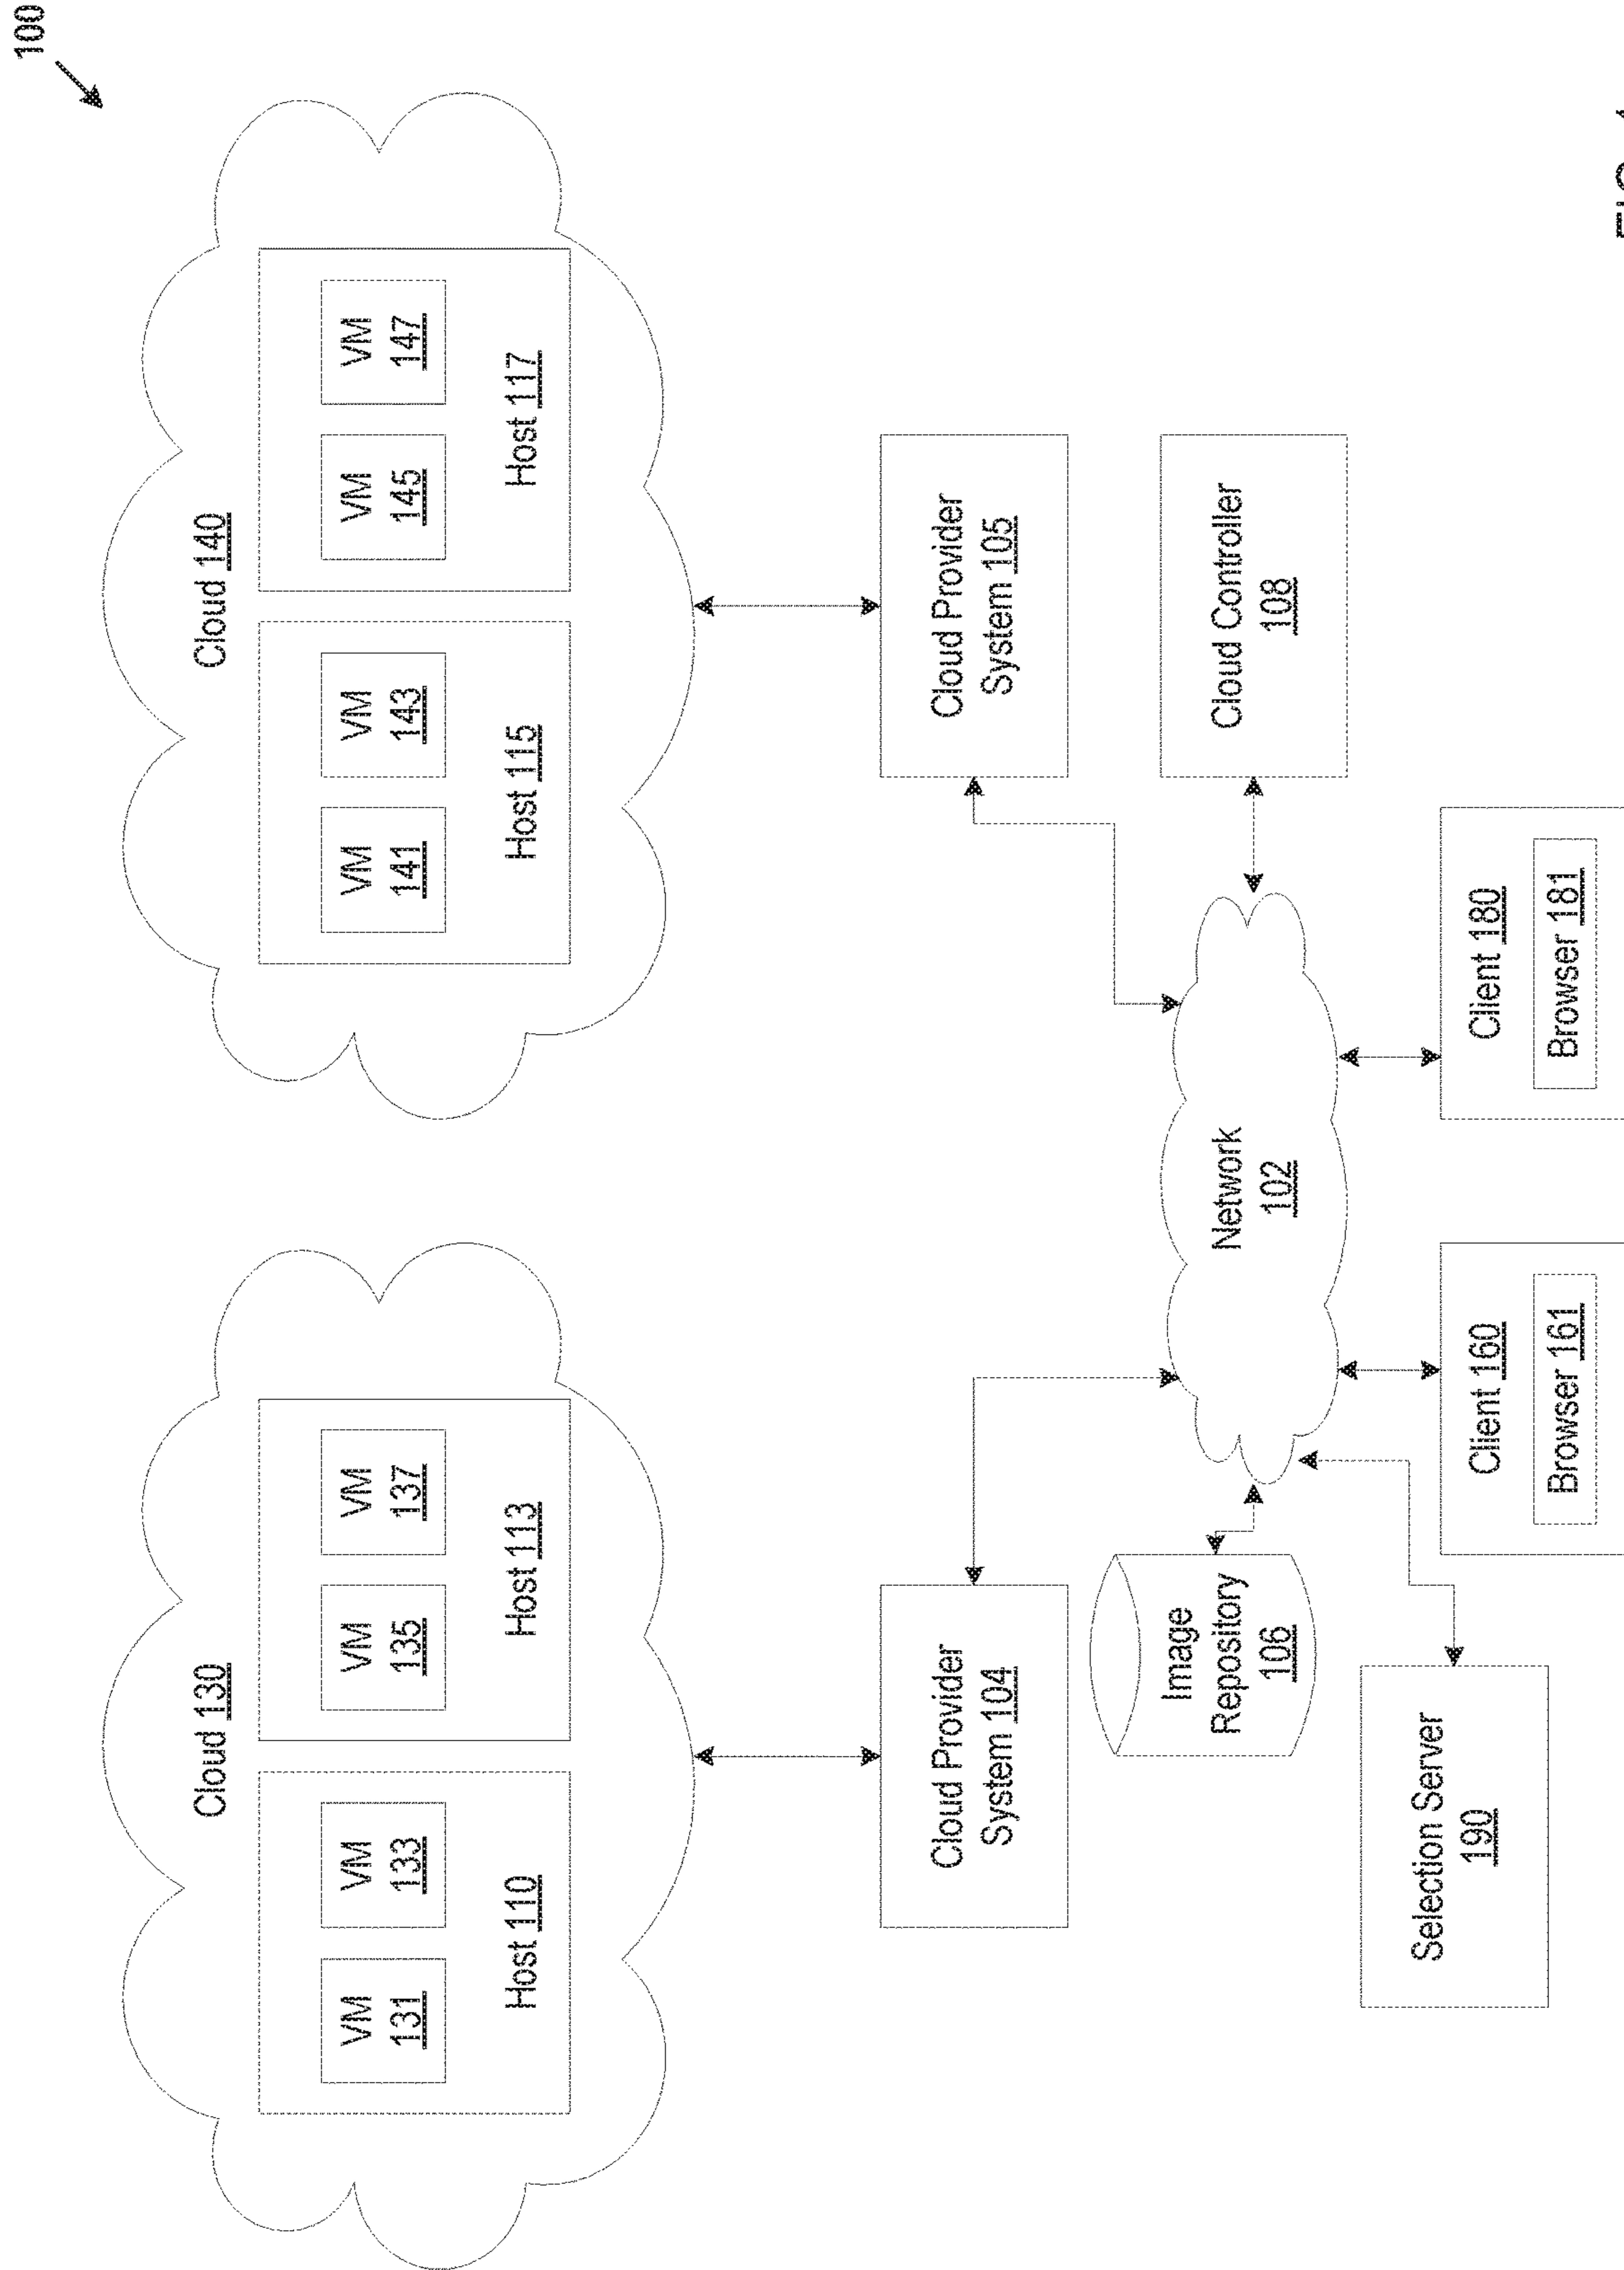 100
Cloud 130
VM
131
VM
133
Host 110
VM
135
VM
137
Host 113
Cloud 140
VM
141
VM
143
Host 115
VM
145
VM
147
Host 117
Cloud Provider
System 104
Cloud Provider
System 105
Image
Repository
106
Network
102
Cloud Controller
108
Selection Server
190
Client 160
Browser 161
Client 180
Browser 181